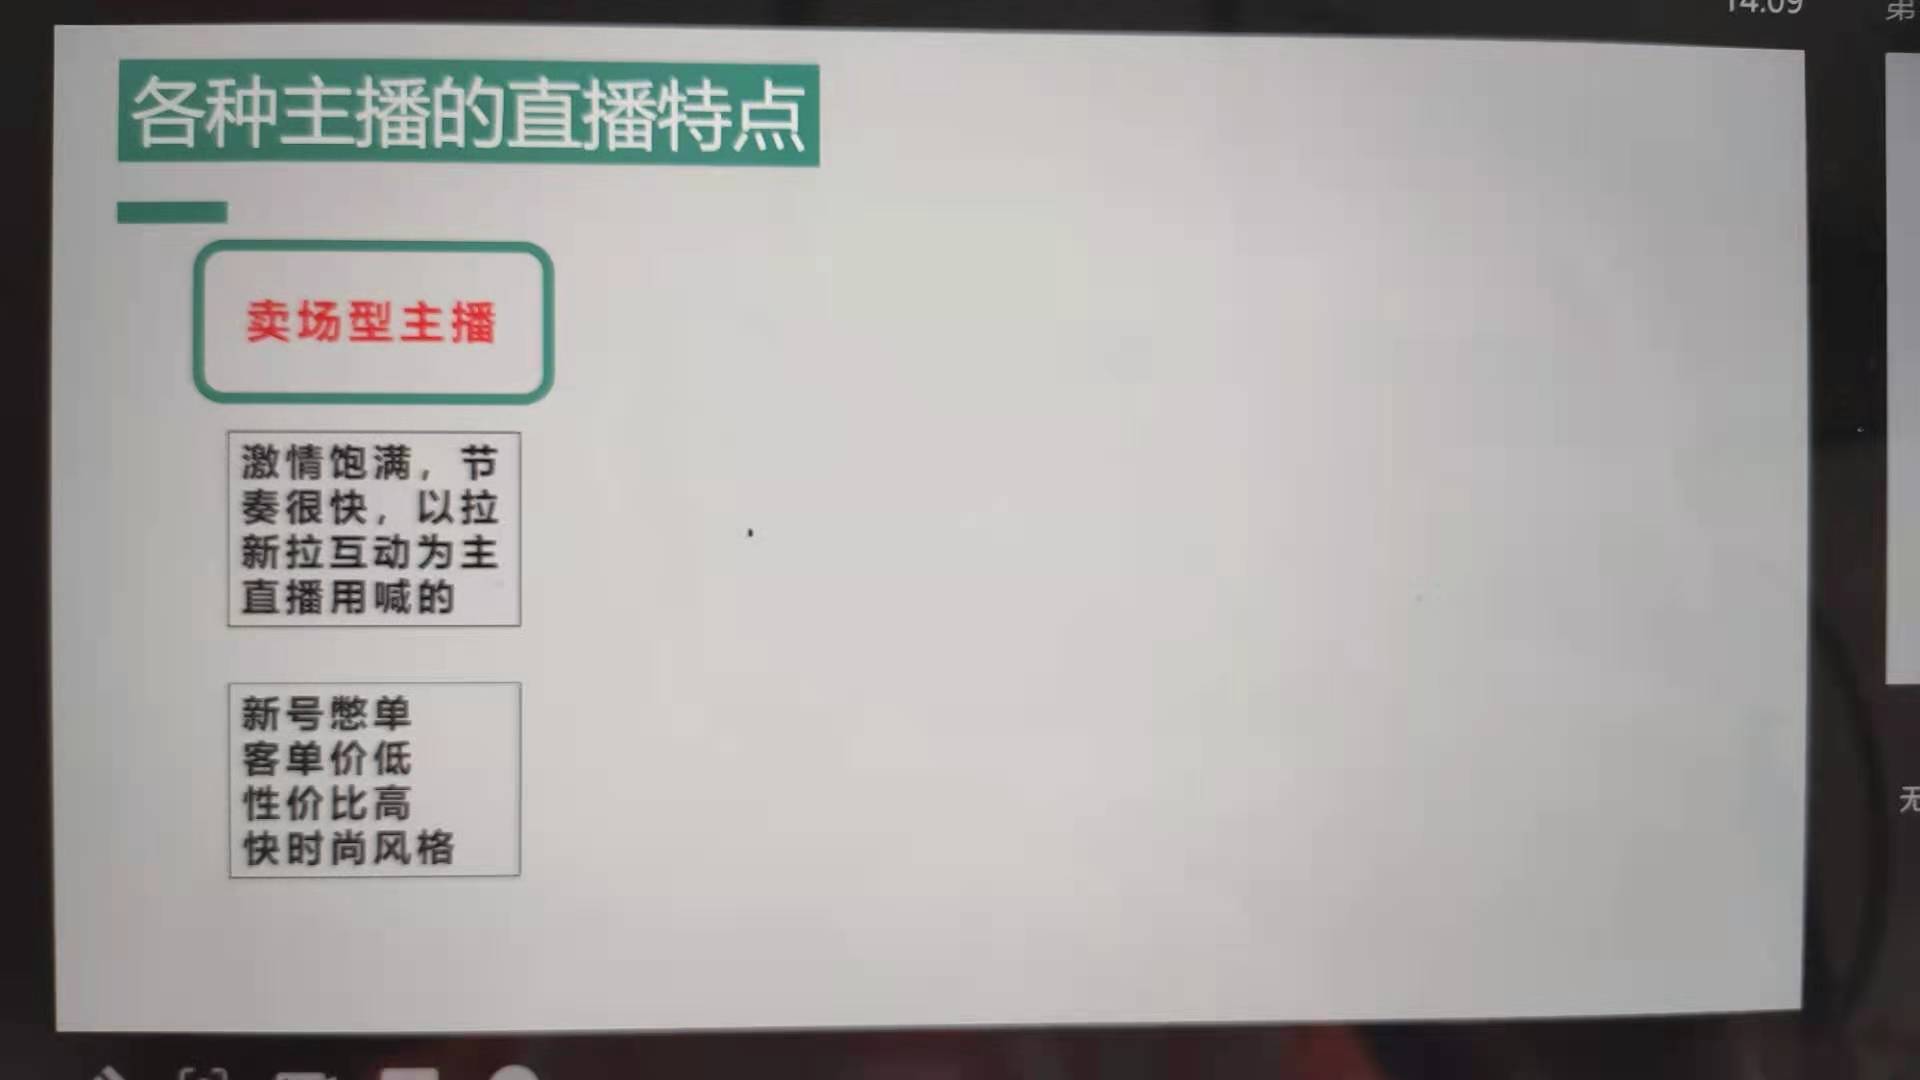 各种主播的直播特点
卖场型主播
激情饱满，节
奏很快，以拉
新拉互动为主
直播用喊的
新号憋单
客单价低
性价比高
快时尚风格